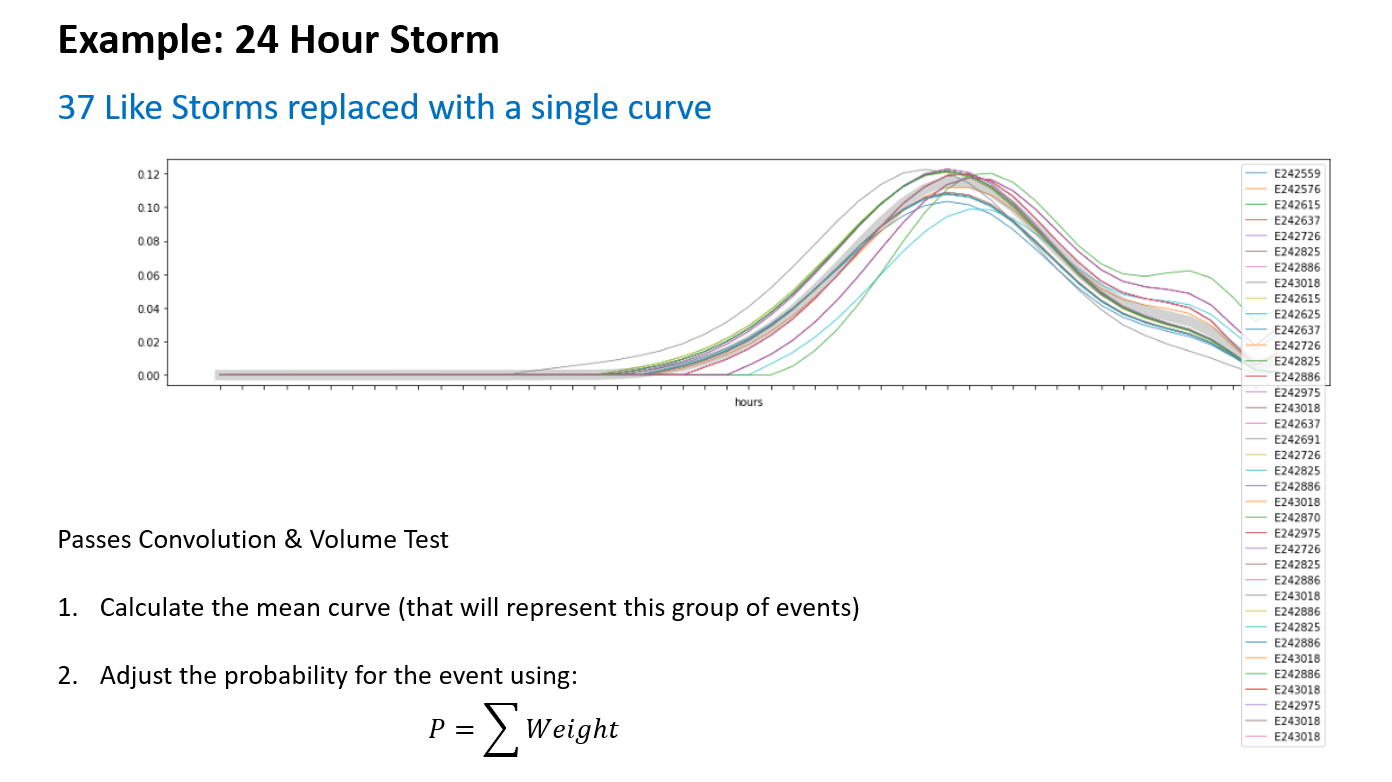 Example: 24 Hour Storm
37 Like Storms replaced with a single curve
0.12
0.10
0.08
0.06
0.04
0.02
0.00
hours
E242559
E242576
E242615
E242637
E242726
E242825
E242886
E243018
E242615
E242625
E242637
E242726
E242825
E242886
E242975
E243018
E242637
E242691
E242726
E242825
E242886
E243018
E242870
E242975
E242726
E242825
E242886
E243018
E242886
E242825
E242886
E243018
E242886
E243018
E242975
E243018
E243018
Passes Convolution & Volume Test
1. Calculate the mean curve (that will represent this group of events)
2. Adjust the probability for the event using:
P = ∑ Weight